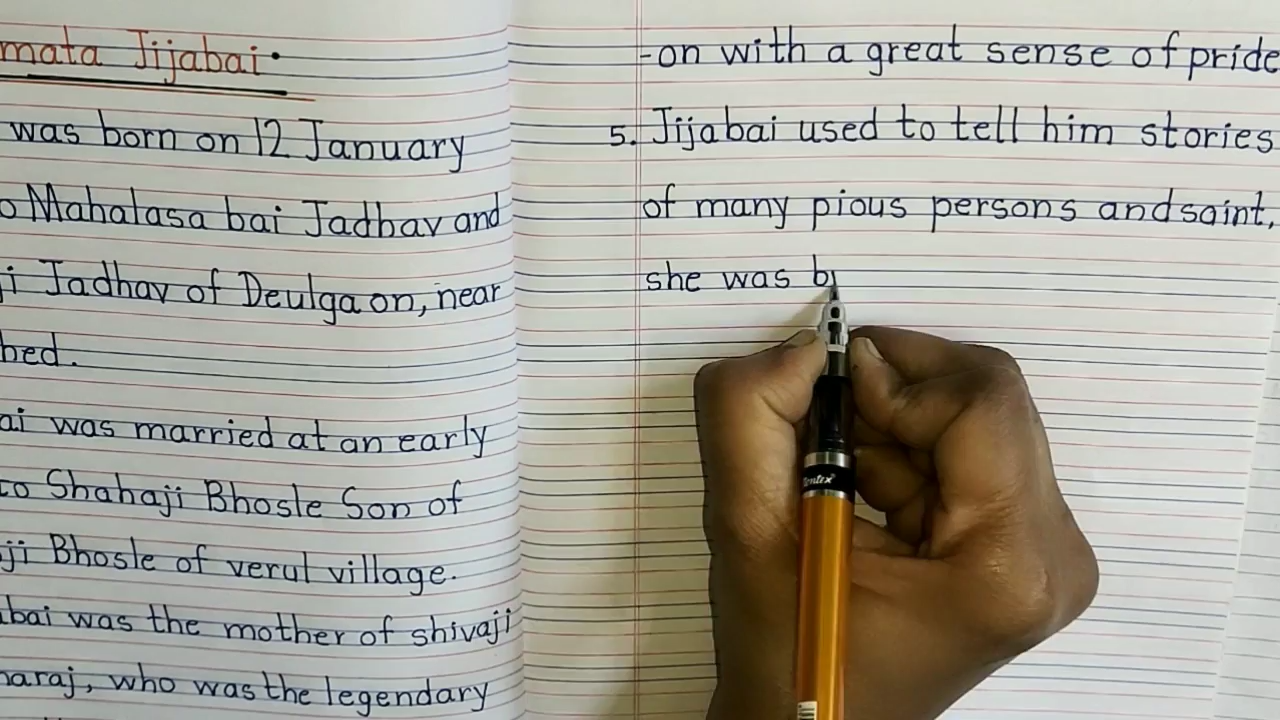 mata Jijabai.
was born on 12 January
o Mahalasa bai Jadhav and
ji Jadhav of Deulgaon, near
hed.
ai was married at an early
to Shahaji Bhosle Son of
ji Bhosle of verul village.
bai was the mother of shivaji
haraj, who was the legendary
-on with a great sense of pride
5. Jijabai used to tell him stories
of many pious persons and saint,
she was b